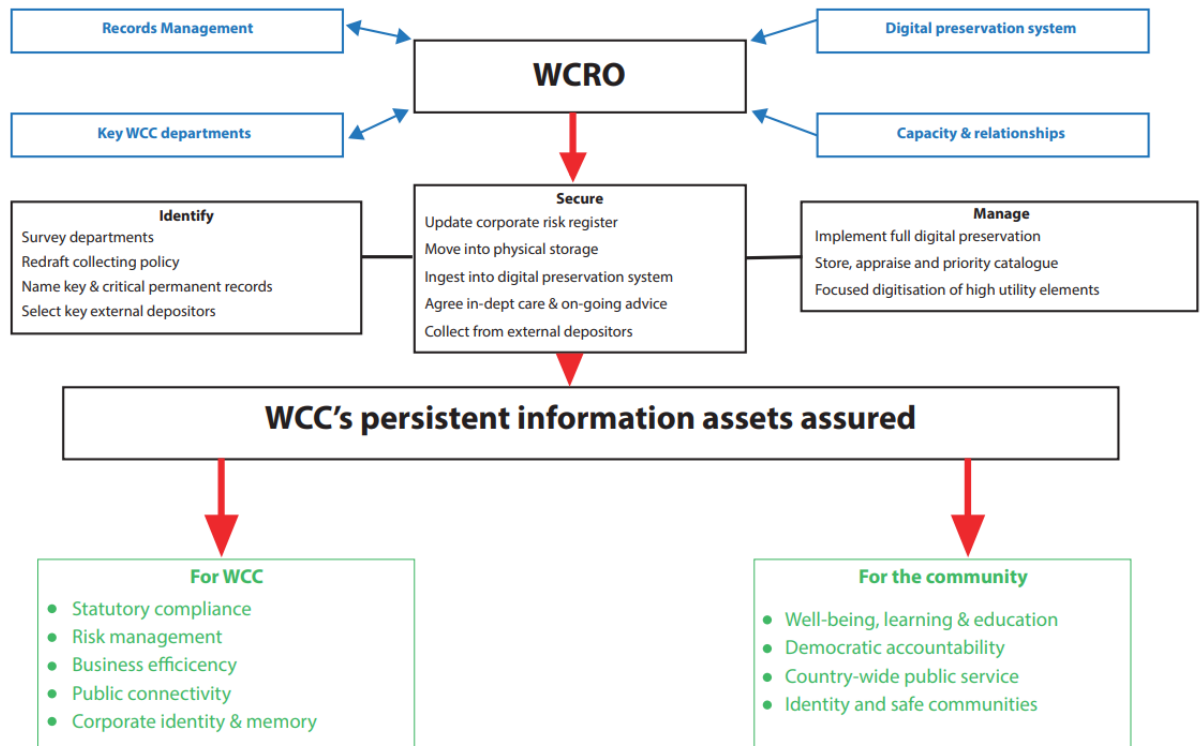 Records Management
Digital preservation system
WCRO
Key WCC departments
Capacity & relationships
Identify
Survey departments
Redraft collecting policy
Name key & critical permanent records
Select key external depositors
Secure
Update corporate risk register
Move into physical storage
Ingest into digital preservation system
Agree in-dept care & on-going advice
Collect from external depositors
Manage
Implement full digital preservation
Store, appraise and priority catalogue
Focused digitisation of high utility elements
WCC’s persistent information assets assured
For WCC
• Statutory compliance
• Risk management
• Business efficicency
• Public connectivity
• Corporate identity & memory
For the community
• Well-being, learning & education
• Democratic accountability
• Country-wide public service
• Identity and safe communities